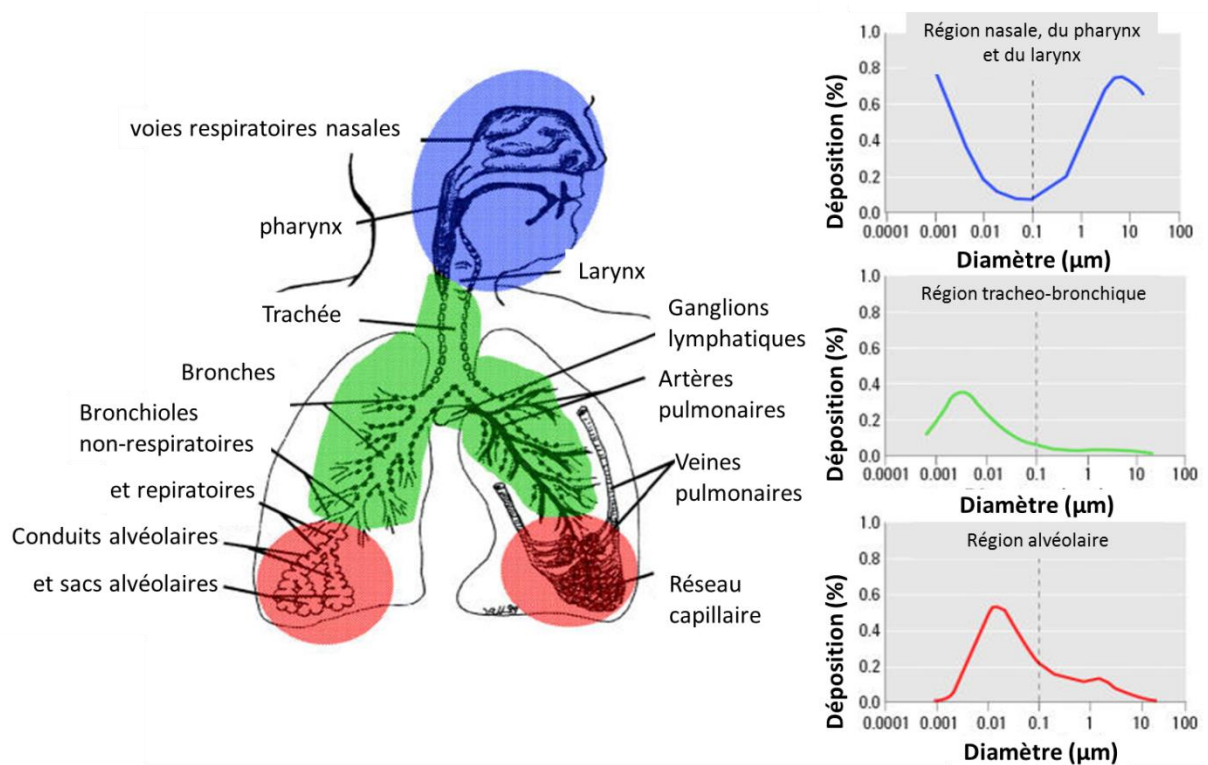 voies respiratoires nasales
pharynx
Larynx
Trachée
Ganglions
lymphatiques
Bronches
Artères
pulmonaires
Bronchioles
non-respiratoires
et repiratoires
Veines
pulmonaires
Conduits alvéolaires
et sacs alvéolaires
Réseau
capillaire
Région nasale, du pharynx
et du larynx
Déposition (%)
1.0
0.8
0.6
0.4
0.2
0.0
0.0001 0.001 0.01 0.1 1 10 100
Diamètre (µm)
Région tracheo-bronchique
Déposition (%)
1.0
0.8
0.6
0.4
0.2
0.0
0.0001 0.001 0.01 0.1 1 10 100
Diamètre (µm)
Région alvéolaire
Déposition (%)
1.0
0.8
0.6
0.4
0.2
0.0
0.0001 0.001 0.01 0.1 1 10 100
Diamètre (µm)